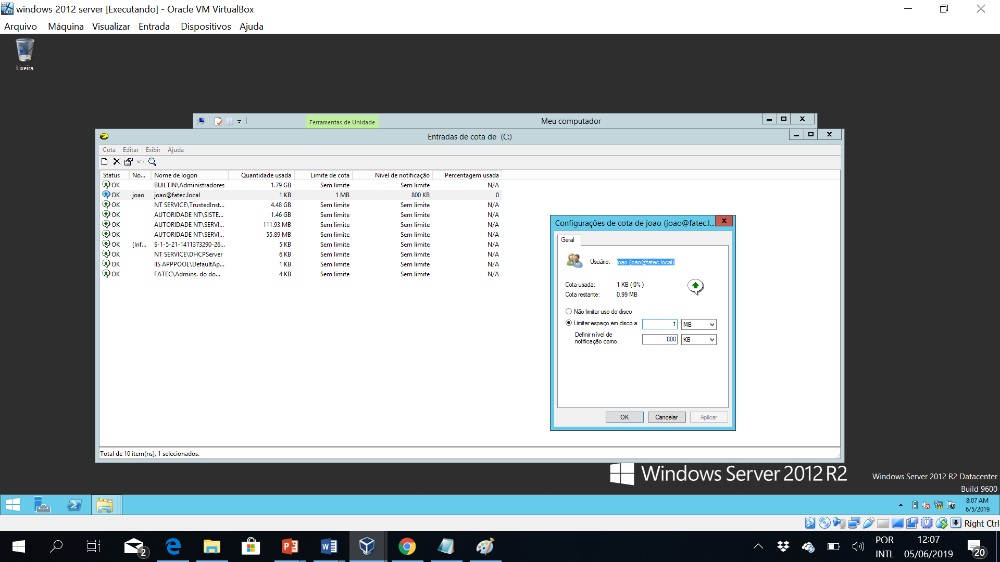 windows 2012 server [Executando] - Oracle VM VirtualBox
Arquivo Máquina Visualizar Entrada Dispositivos Ajuda
Lixeira
Ferramentas de Unidade Meu computador
Entradas de cota de (C:)
Cota Editar Exibir Ajuda
Status No... Nome de logon Quantidade usada Limite de cota Nível de notificação Percentagem usada
OK BUILTIN\Administradores 1.79 GB Sem limite Sem limite N/A
OK joao joao@fatec.local 1 KB 1 MB 800 KB 0
OK NT SERVICE\TrustedInst... 4.48 GB Sem limite Sem limite N/A
OK AUTORIDADE NT\SISTE... 1.46 GB Sem limite Sem limite N/A
OK AUTORIDADE NT\SERVI... 111.93 MB Sem limite Sem limite N/A
OK AUTORIDADE NT\SERVI... 55.89 MB Sem limite Sem limite N/A
OK [Inf... S-1-5-21-1411373290-26... 5 KB Sem limite Sem limite N/A
OK NT SERVICE\DHCPServer 6 KB Sem limite Sem limite N/A
OK IIS APPPOOL\DefaultAp... 1 KB Sem limite Sem limite N/A
OK FATEC\Admins. do do... 4 KB Sem limite Sem limite N/A
Configurações de cota de joao (joao@fatec.l...
Geral
Usuário: joao (joao@fatec.local)
Cota usada: 1 KB ( 0% )
Cota restante: 0.99 MB
Não limitar uso do disco
Limitar espaço em disco a 1 MB
Definir nível de
notificação como 800 KB
OK Cancelar Aplicar
Total de 10 item(ns), 1 selecionados.
Windows Server 2012 R2
Windows Server 2012 R2 Datacenter
Build 9600
8:07 AM
6/5/2019
Right Ctrl
2
POR
INTL
12:07
05/06/2019
20